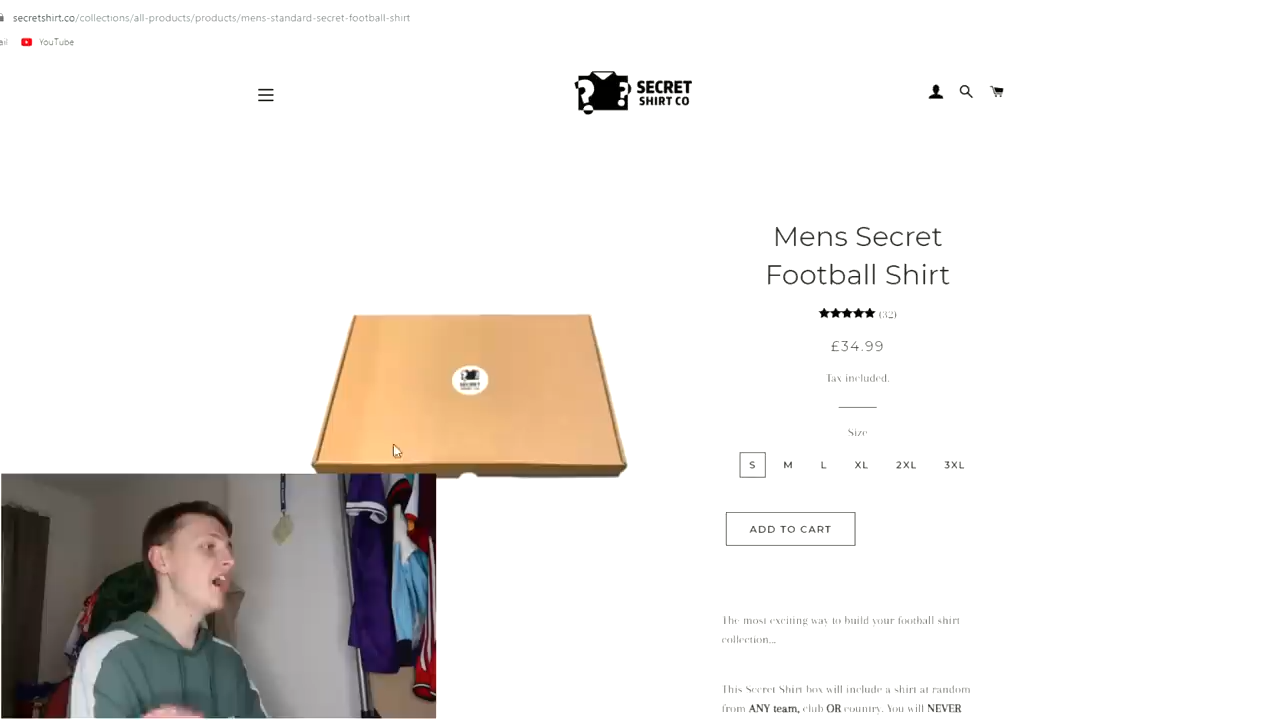 secretshirt.co/collections/all-products/products/mens-standard-secret-football-shirt
YouTube
SECRET
SHIRT CO
Mens Secret
Football Shirt
(32)
£34.99
Tax included.
Size
S M L XL 2XL 3XL
ADD TO CART
The most exciting way to build your football shirt
collection...
This Secret Shirt box will include a shirt at random
from ANY team, club OR country. You will NEVER